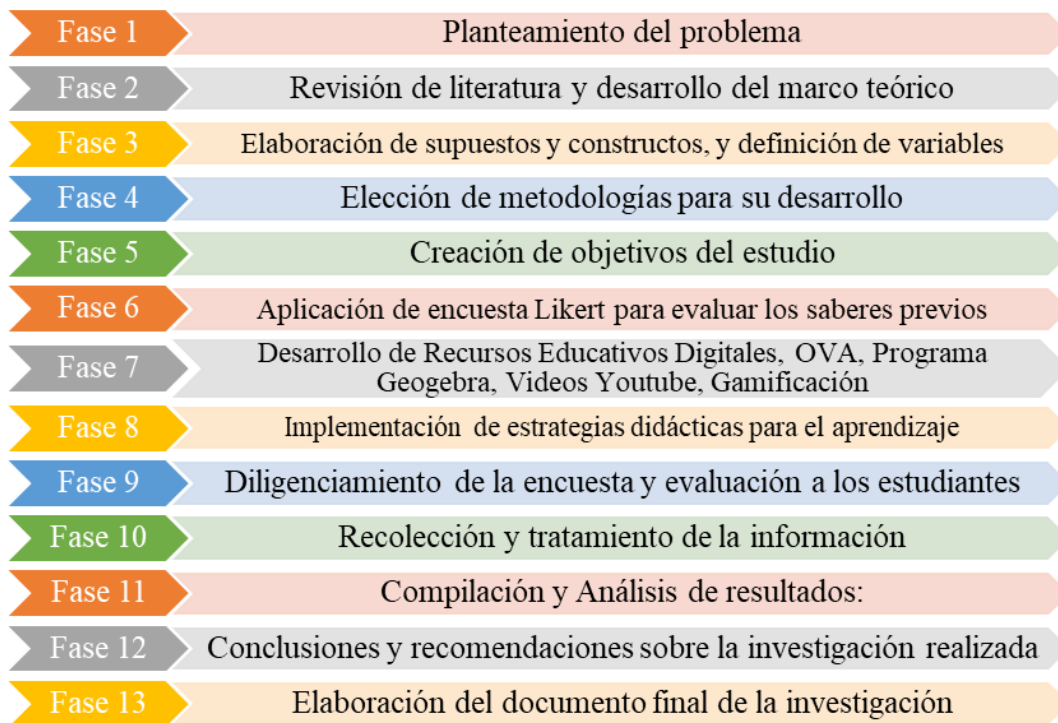 Fase 1
Planteamiento del problema
Fase 2
Revisión de literatura y desarrollo del marco teórico
Fase 3
Elaboración de supuestos y constructos, y definición de variables
Fase 4
Elección de metodologías para su desarrollo
Fase 5
Creación de objetivos del estudio
Fase 6
Aplicación de encuesta Likert para evaluar los saberes previos
Fase 7
Desarrollo de Recursos Educativos Digitales, OVA, Programa
Geogebra, Videos Youtube, Gamificación
Fase 8
Implementación de estrategias didácticas para el aprendizaje
Fase 9
Diligenciamiento de la encuesta y evaluación a los estudiantes
Fase 10
Recolección y tratamiento de la información
Fase 11
Compilación y Análisis de resultados:
Fase 12
Conclusiones y recomendaciones sobre la investigación realizada
Fase 13
Elaboración del documento final de la investigación